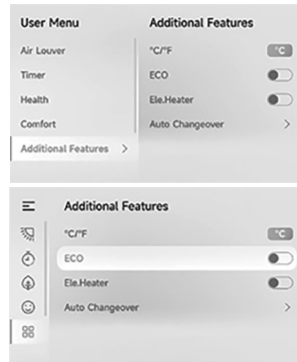 User Menu
Air Louver
Timer
Health
Comfort
Additional Features >
Additional Features
°C/°F °C
ECO
Ele.Heater
Auto Changeover >
Additional Features
°C/°F °C
ECO
Ele.Heater
Auto Changeover >